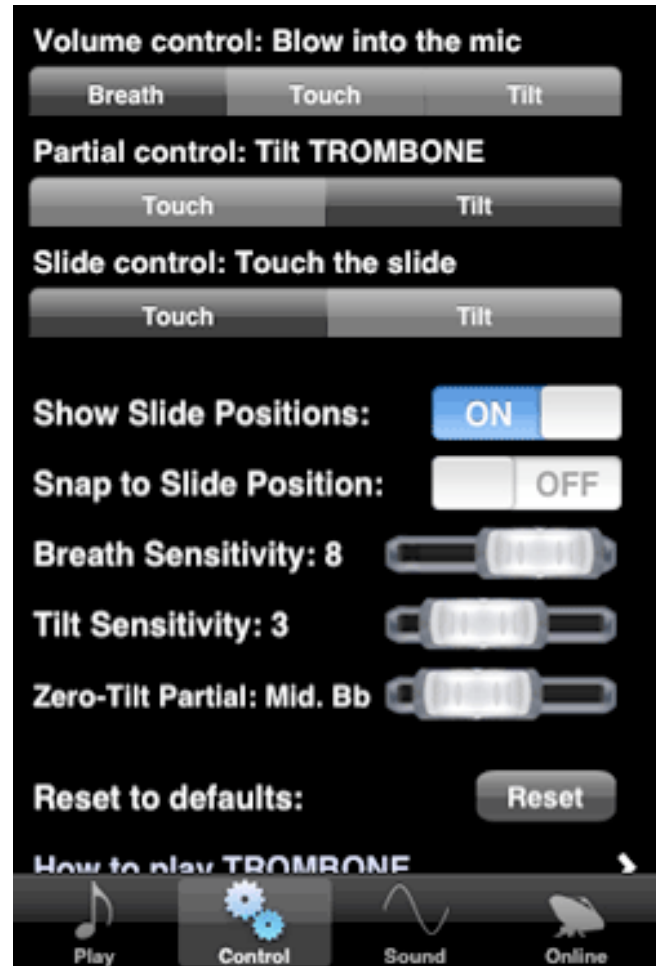 Volume control: Blow into the mic
Breath Touch Tilt
Partial control: Tilt TROMBONE
Touch Tilt
Slide control: Touch the slide
Touch Tilt
Show Slide Positions: ON
Snap to Slide Position: OFF
Breath Sensitivity: 8
Tilt Sensitivity: 3
Zero-Tilt Partial: Mid. Bb
Reset to defaults: Reset
How to play TROMBONE
Play Control Sound Online